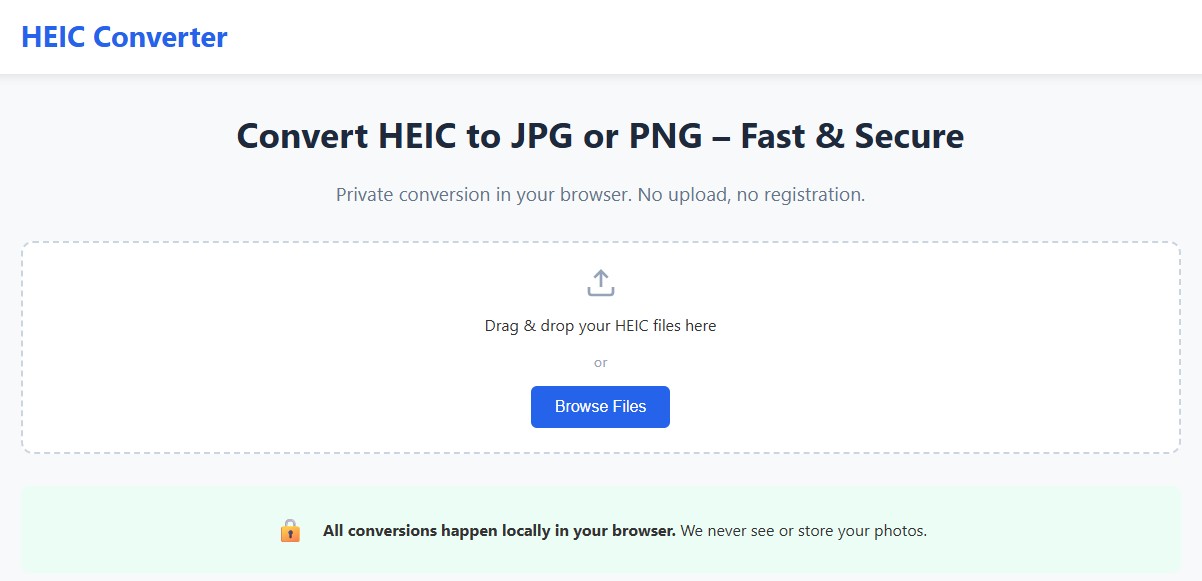 HEIC Converter
Convert HEIC to JPG or PNG – Fast & Secure
Private conversion in your browser. No upload, no registration.
Drag & drop your HEIC files here
or
Browse Files
All conversions happen locally in your browser. We never see or store your photos.